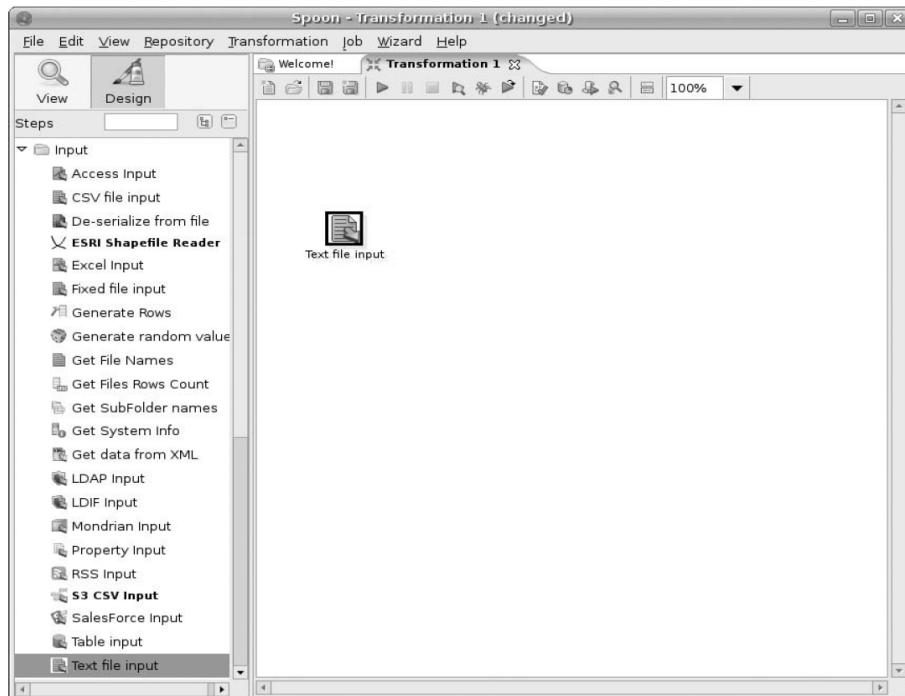 Spoon - Transformation 1 (changed)
File Edit View Repository Transformation Job Wizard Help
View Design
Welcome! Transformation 1
100%
Steps
Input
Access Input
CSV file input
De-serialize from file
ESRI Shapefile Reader
Excel Input
Fixed file input
Generate Rows
Generate random value
Get File Names
Get Files Rows Count
Get SubFolder names
Get System Info
Get data from XML
LDAP Input
LDIF Input
Mondrian Input
Property Input
RSS Input
S3 CSV Input
SalesForce Input
Table input
Text file input
Text file input